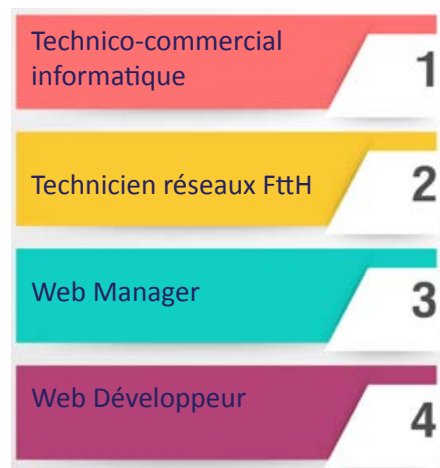 Technico-commercial
informatique
1
Technicien réseaux FttH
2
Web Manager
3
Web Développeur
4